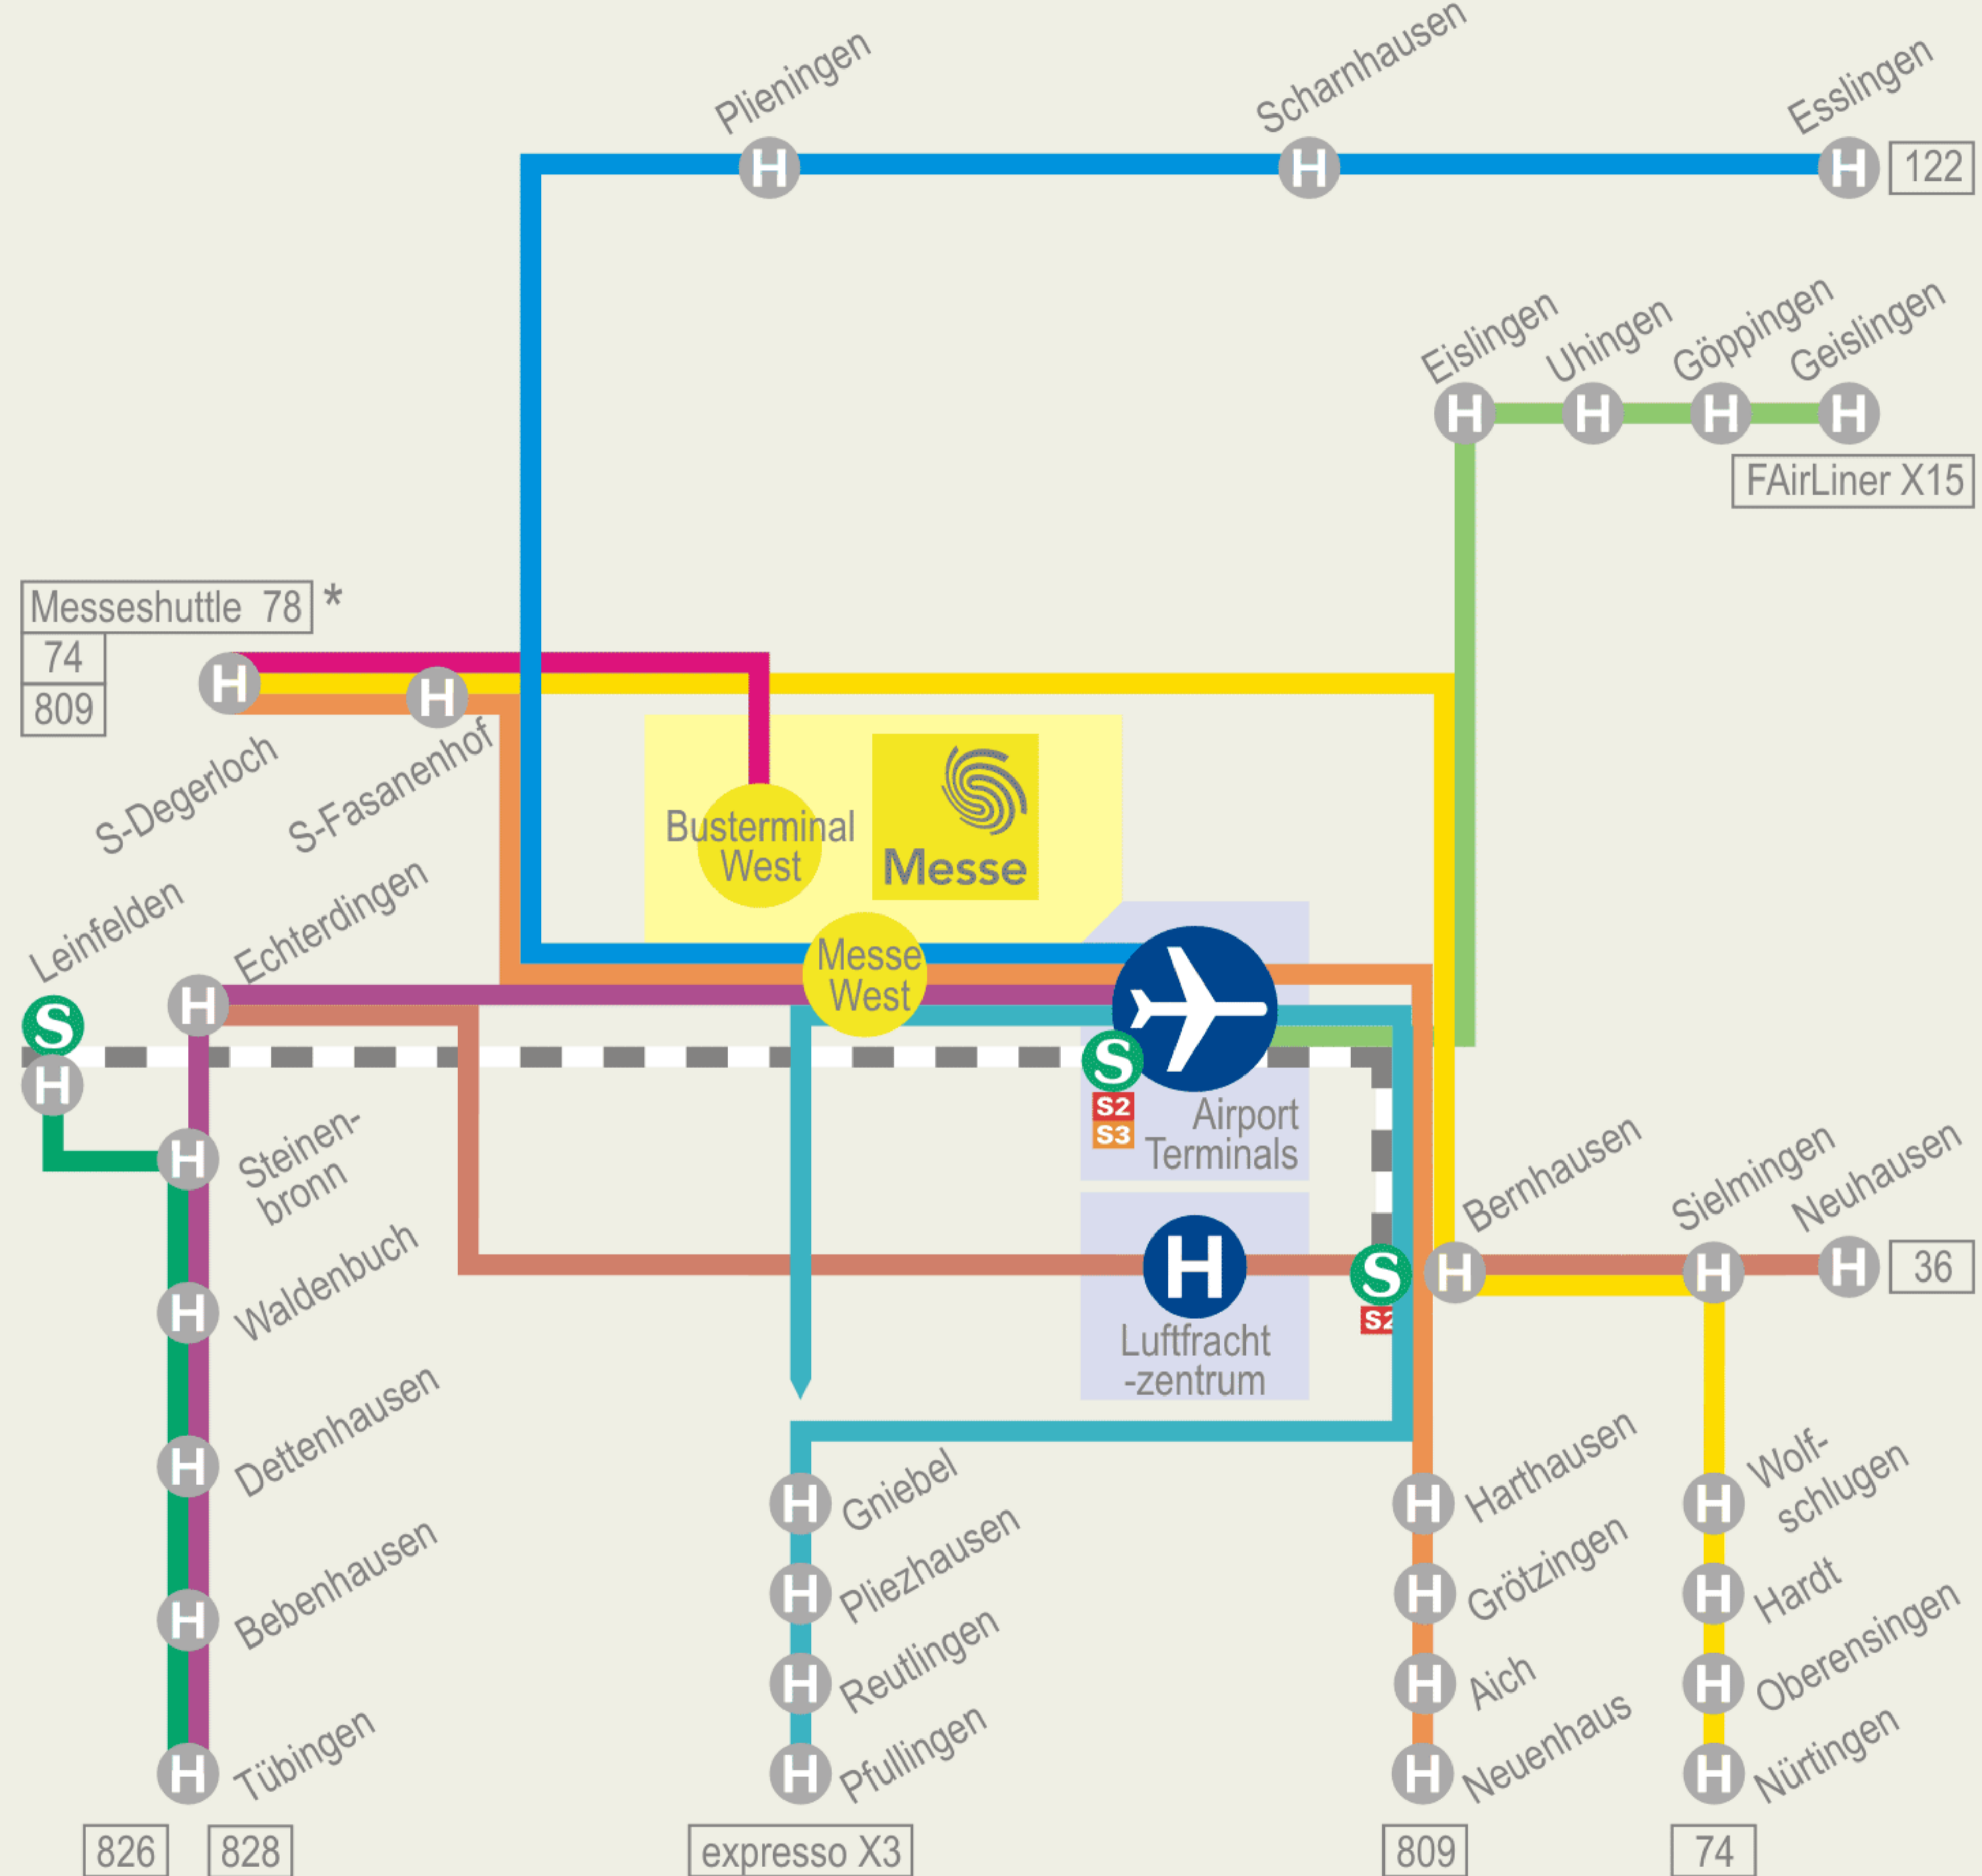 Plieningen
Scharnhausen
Esslingen
H
H
H
122
Eislingen
Uhingen
Göppingen
Geislingen
H
H
H
H
FAirLiner X15
Messeshuttle 78 *
74
809
H
H
S-Degerloch
S-Fasanenhof
Busterminal
West
Messe
Leinfelden
Echterdingen
Messe
West
S
H
H
S
S2
S3
Airport
Terminals
H
Steinen-
bronn
Bernhausen
Sielmingen
Neuhausen
H
S
S2
H
H
H
36
Luftfracht
-zentrum
H
Waldenbuch
H
Dettenhausen
H
Bebenhausen
H
Tübingen
826
828
H
Gniebel
H
Pliezhausen
H
Reutlingen
H
Pfullingen
expresso X3
H
Harthausen
H
Grötzingen
H
Aich
H
Neuenhaus
809
H
Wolf-
schlugen
H
Hardt
H
Oberensingen
H
Nürtingen
74